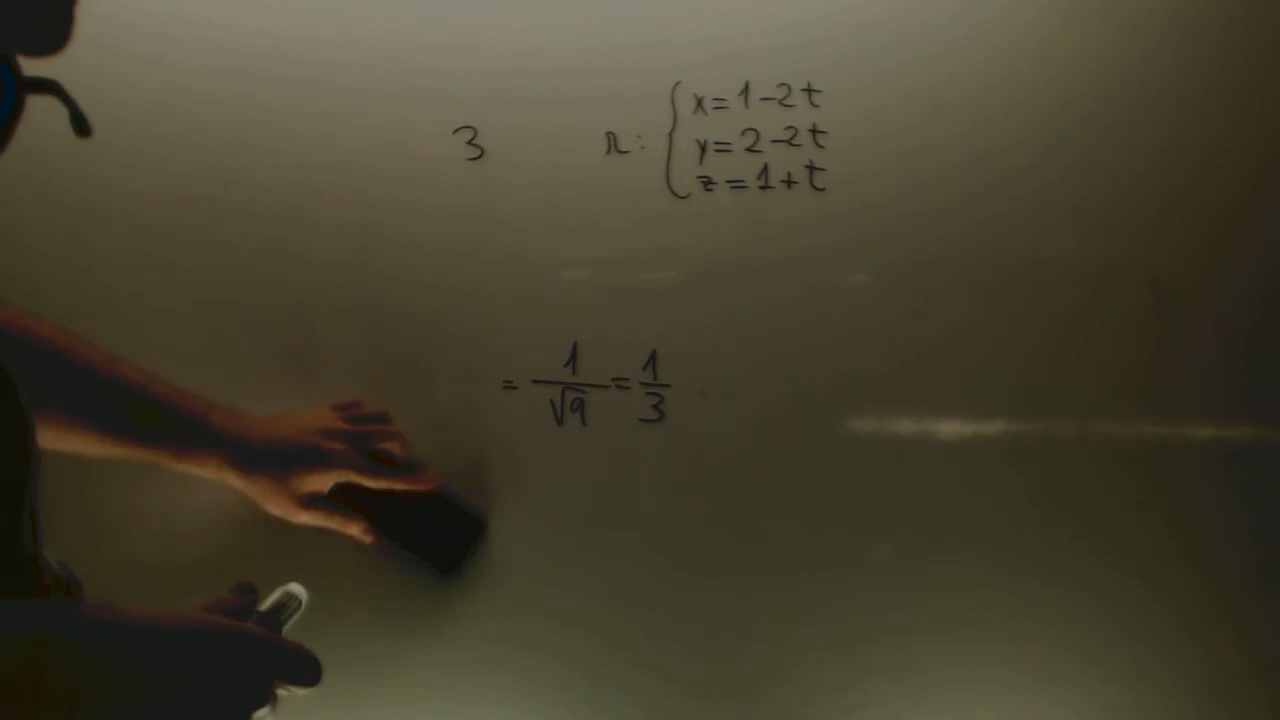 3
r: { x=1-2t
y=2-2t
z=1+t
= 1/√9 = 1/3